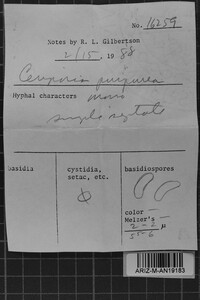 No. 16259
Notes by R. L. Gilbertson
2/15, 1988
Ceriporia purpurea
Hyphal characters mono
simple septate
basidia cystidia, setae, etc. basidiospores
color —
Melzer's —
μ
ARIZ-M-AN19183